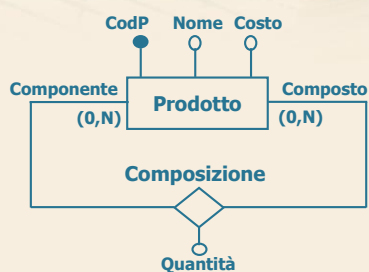 CodP Nome Costo
Componente Composto
Prodotto
(0,N) (0,N)
Composizione
Quantità